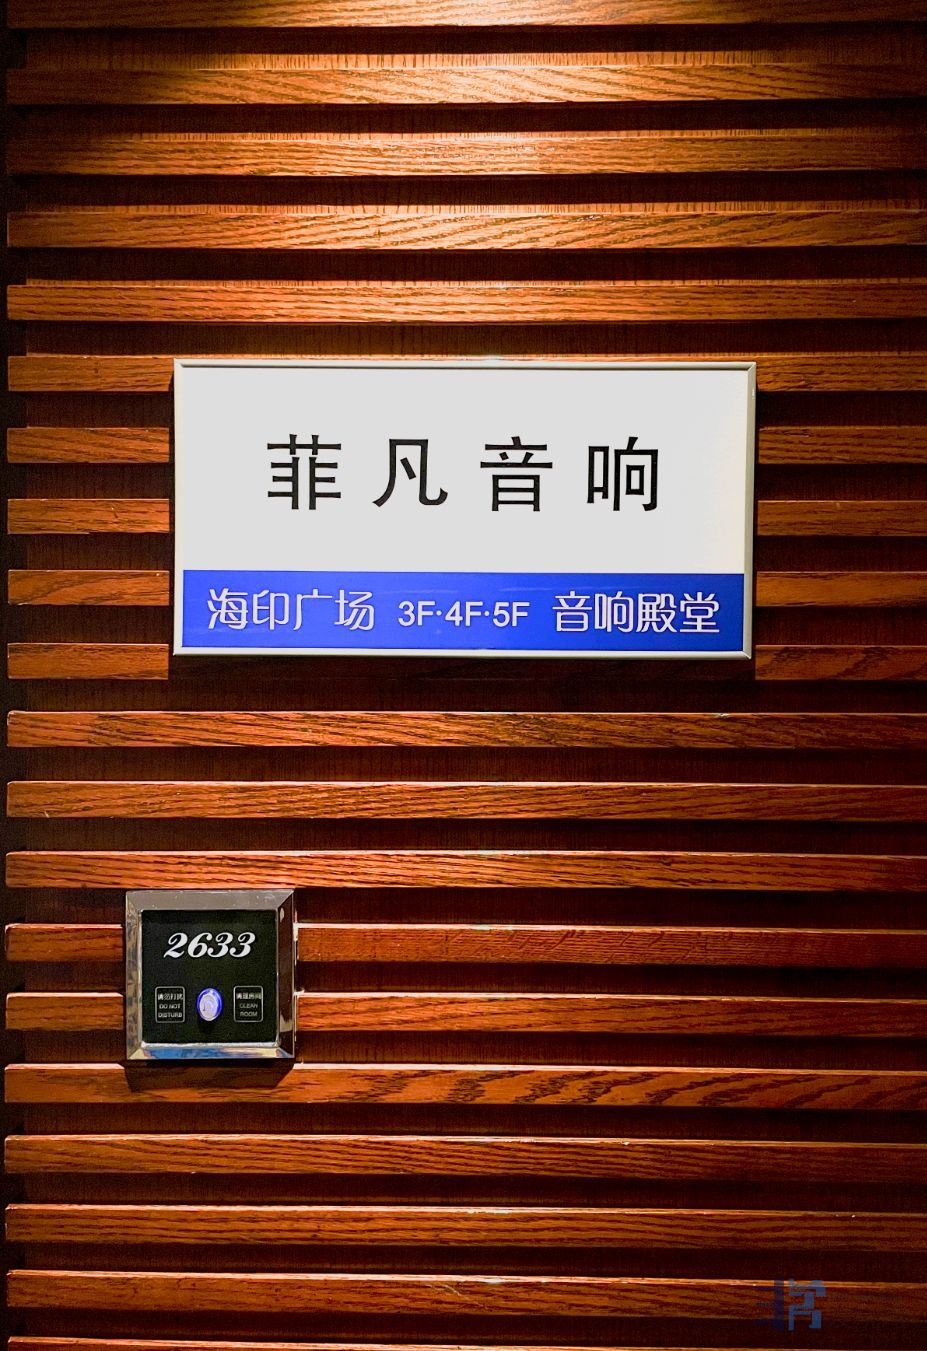 菲凡音响
海印广场 3F·4F·5F 音响殿堂
2633
请勿打扰
DO NOT
DISTURB
清理房间
CLEAN
ROOM